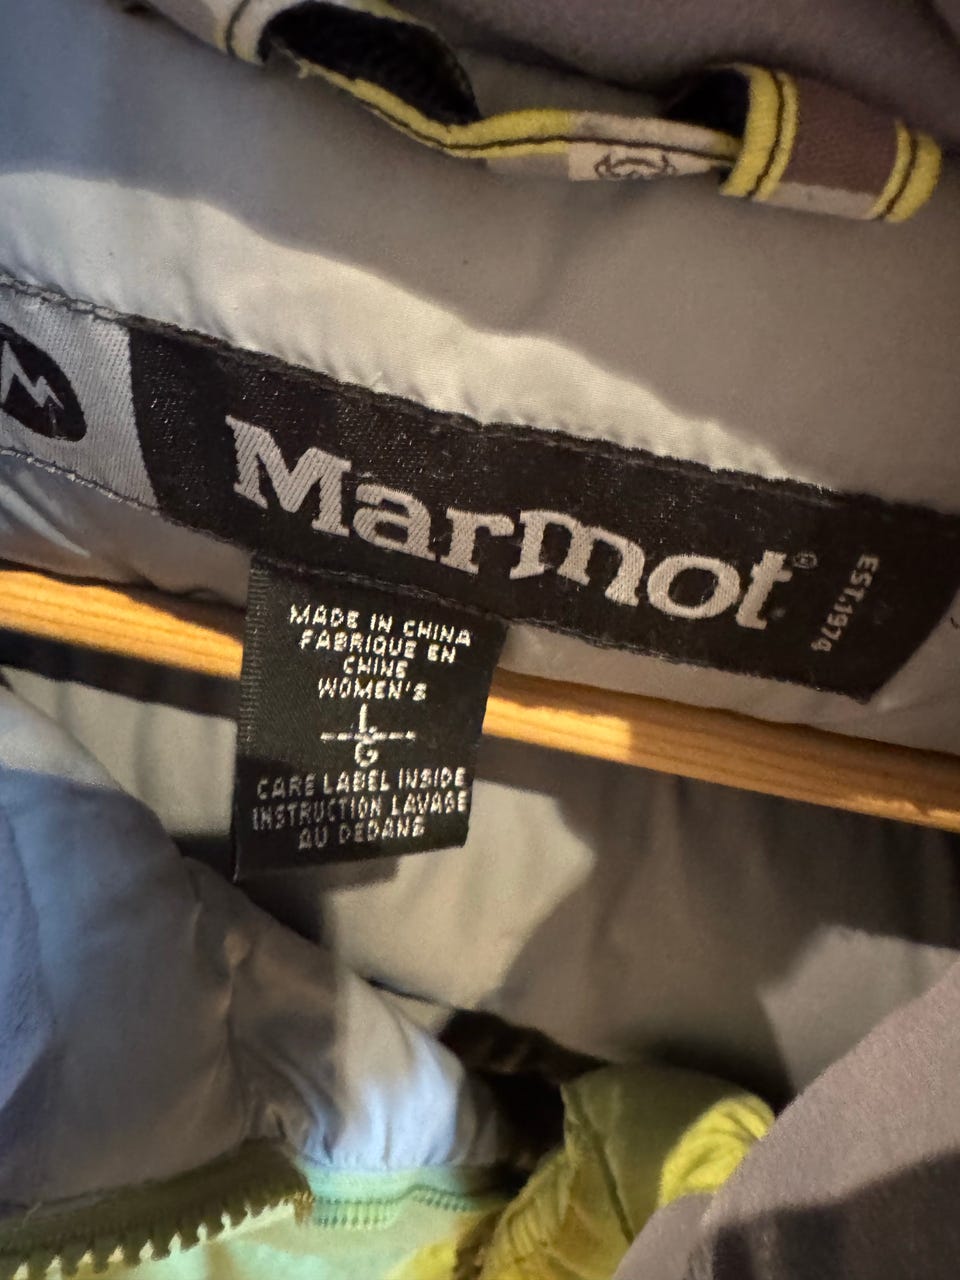 Marmot®
EST.1974
MADE IN CHINA
FABRIQUE EN
CHINE
WOMEN'S
L
G
CARE LABEL INSIDE
INSTRUCTION LAVAGE
AU DEDANS